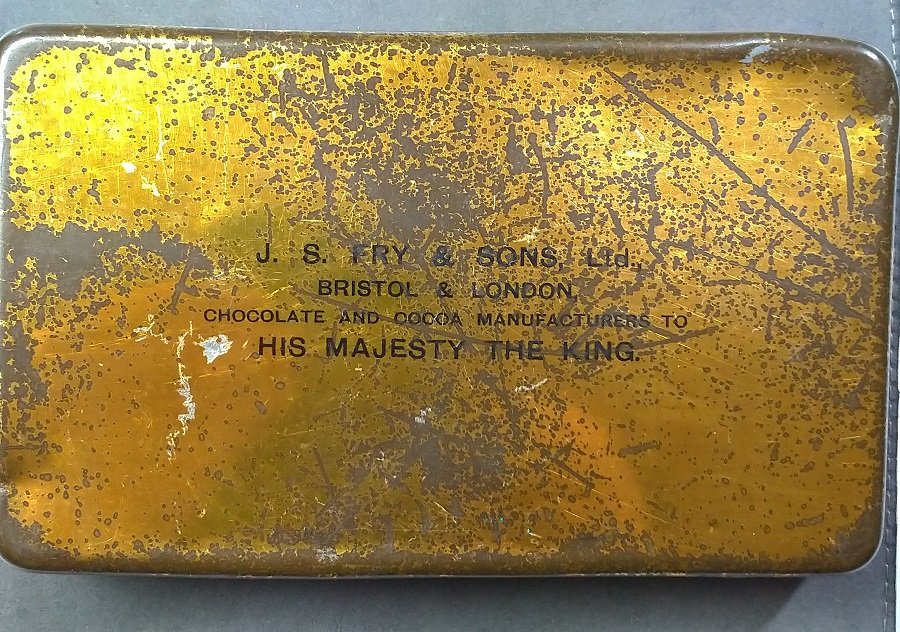 J. S. FRY & SONS, Ltd.,
BRISTOL & LONDON,
CHOCOLATE AND COCOA MANUFACTURERS TO
HIS MAJESTY THE KING.